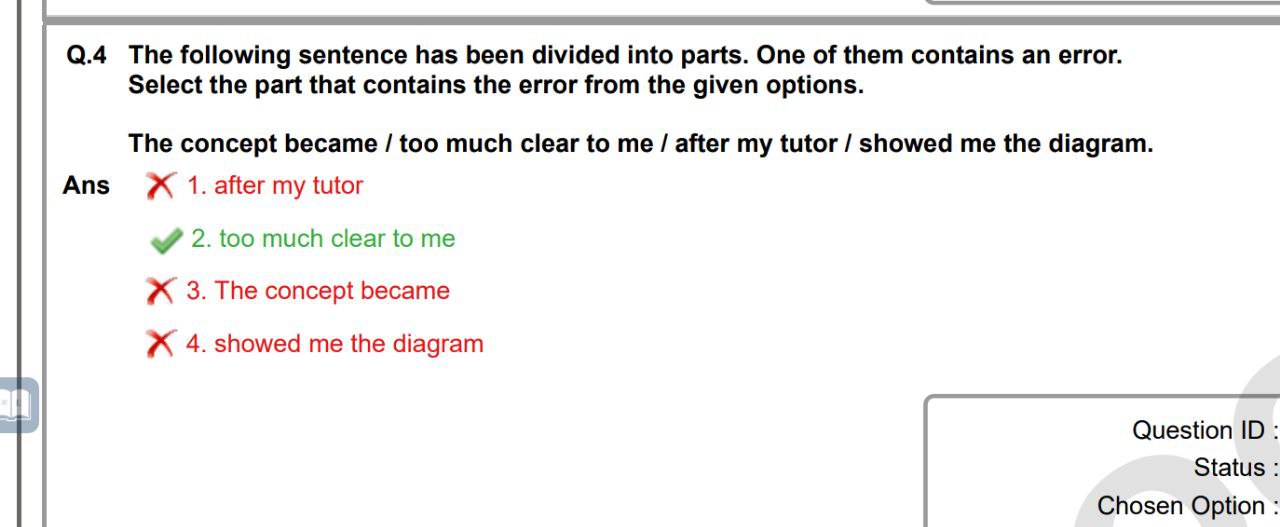 Q.4 The following sentence has been divided into parts. One of them contains an error.
Select the part that contains the error from the given options.
The concept became / too much clear to me / after my tutor / showed me the diagram.
Ans 1. after my tutor
2. too much clear to me
3. The concept became
4. showed me the diagram
Question ID :
Status :
Chosen Option :